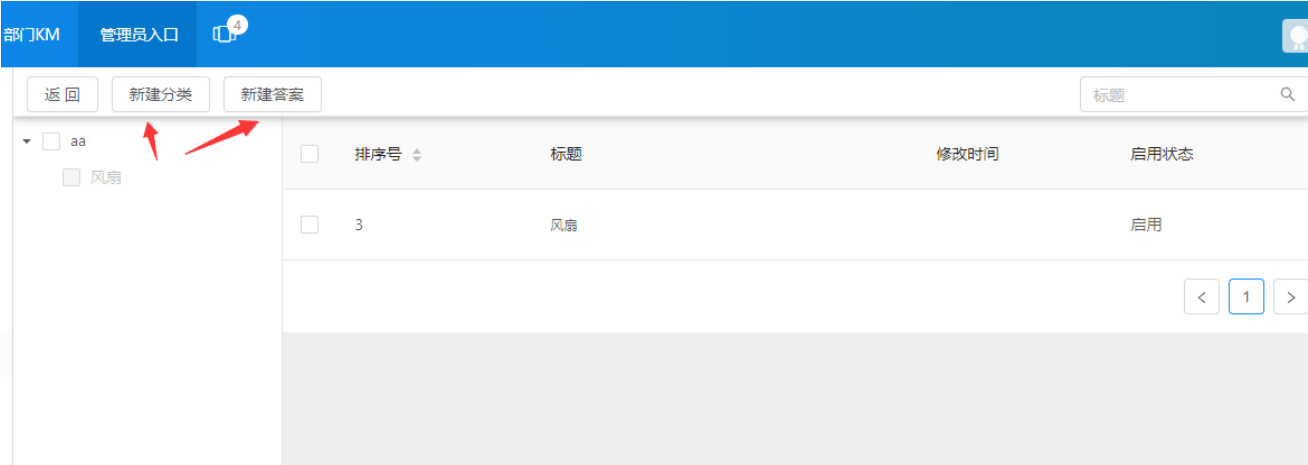 部门KM 管理员入口 4
返 回 新建分类 新建答案 标题
aa
风扇
排序号 标题 修改时间 启用状态
3 风扇 启用
1